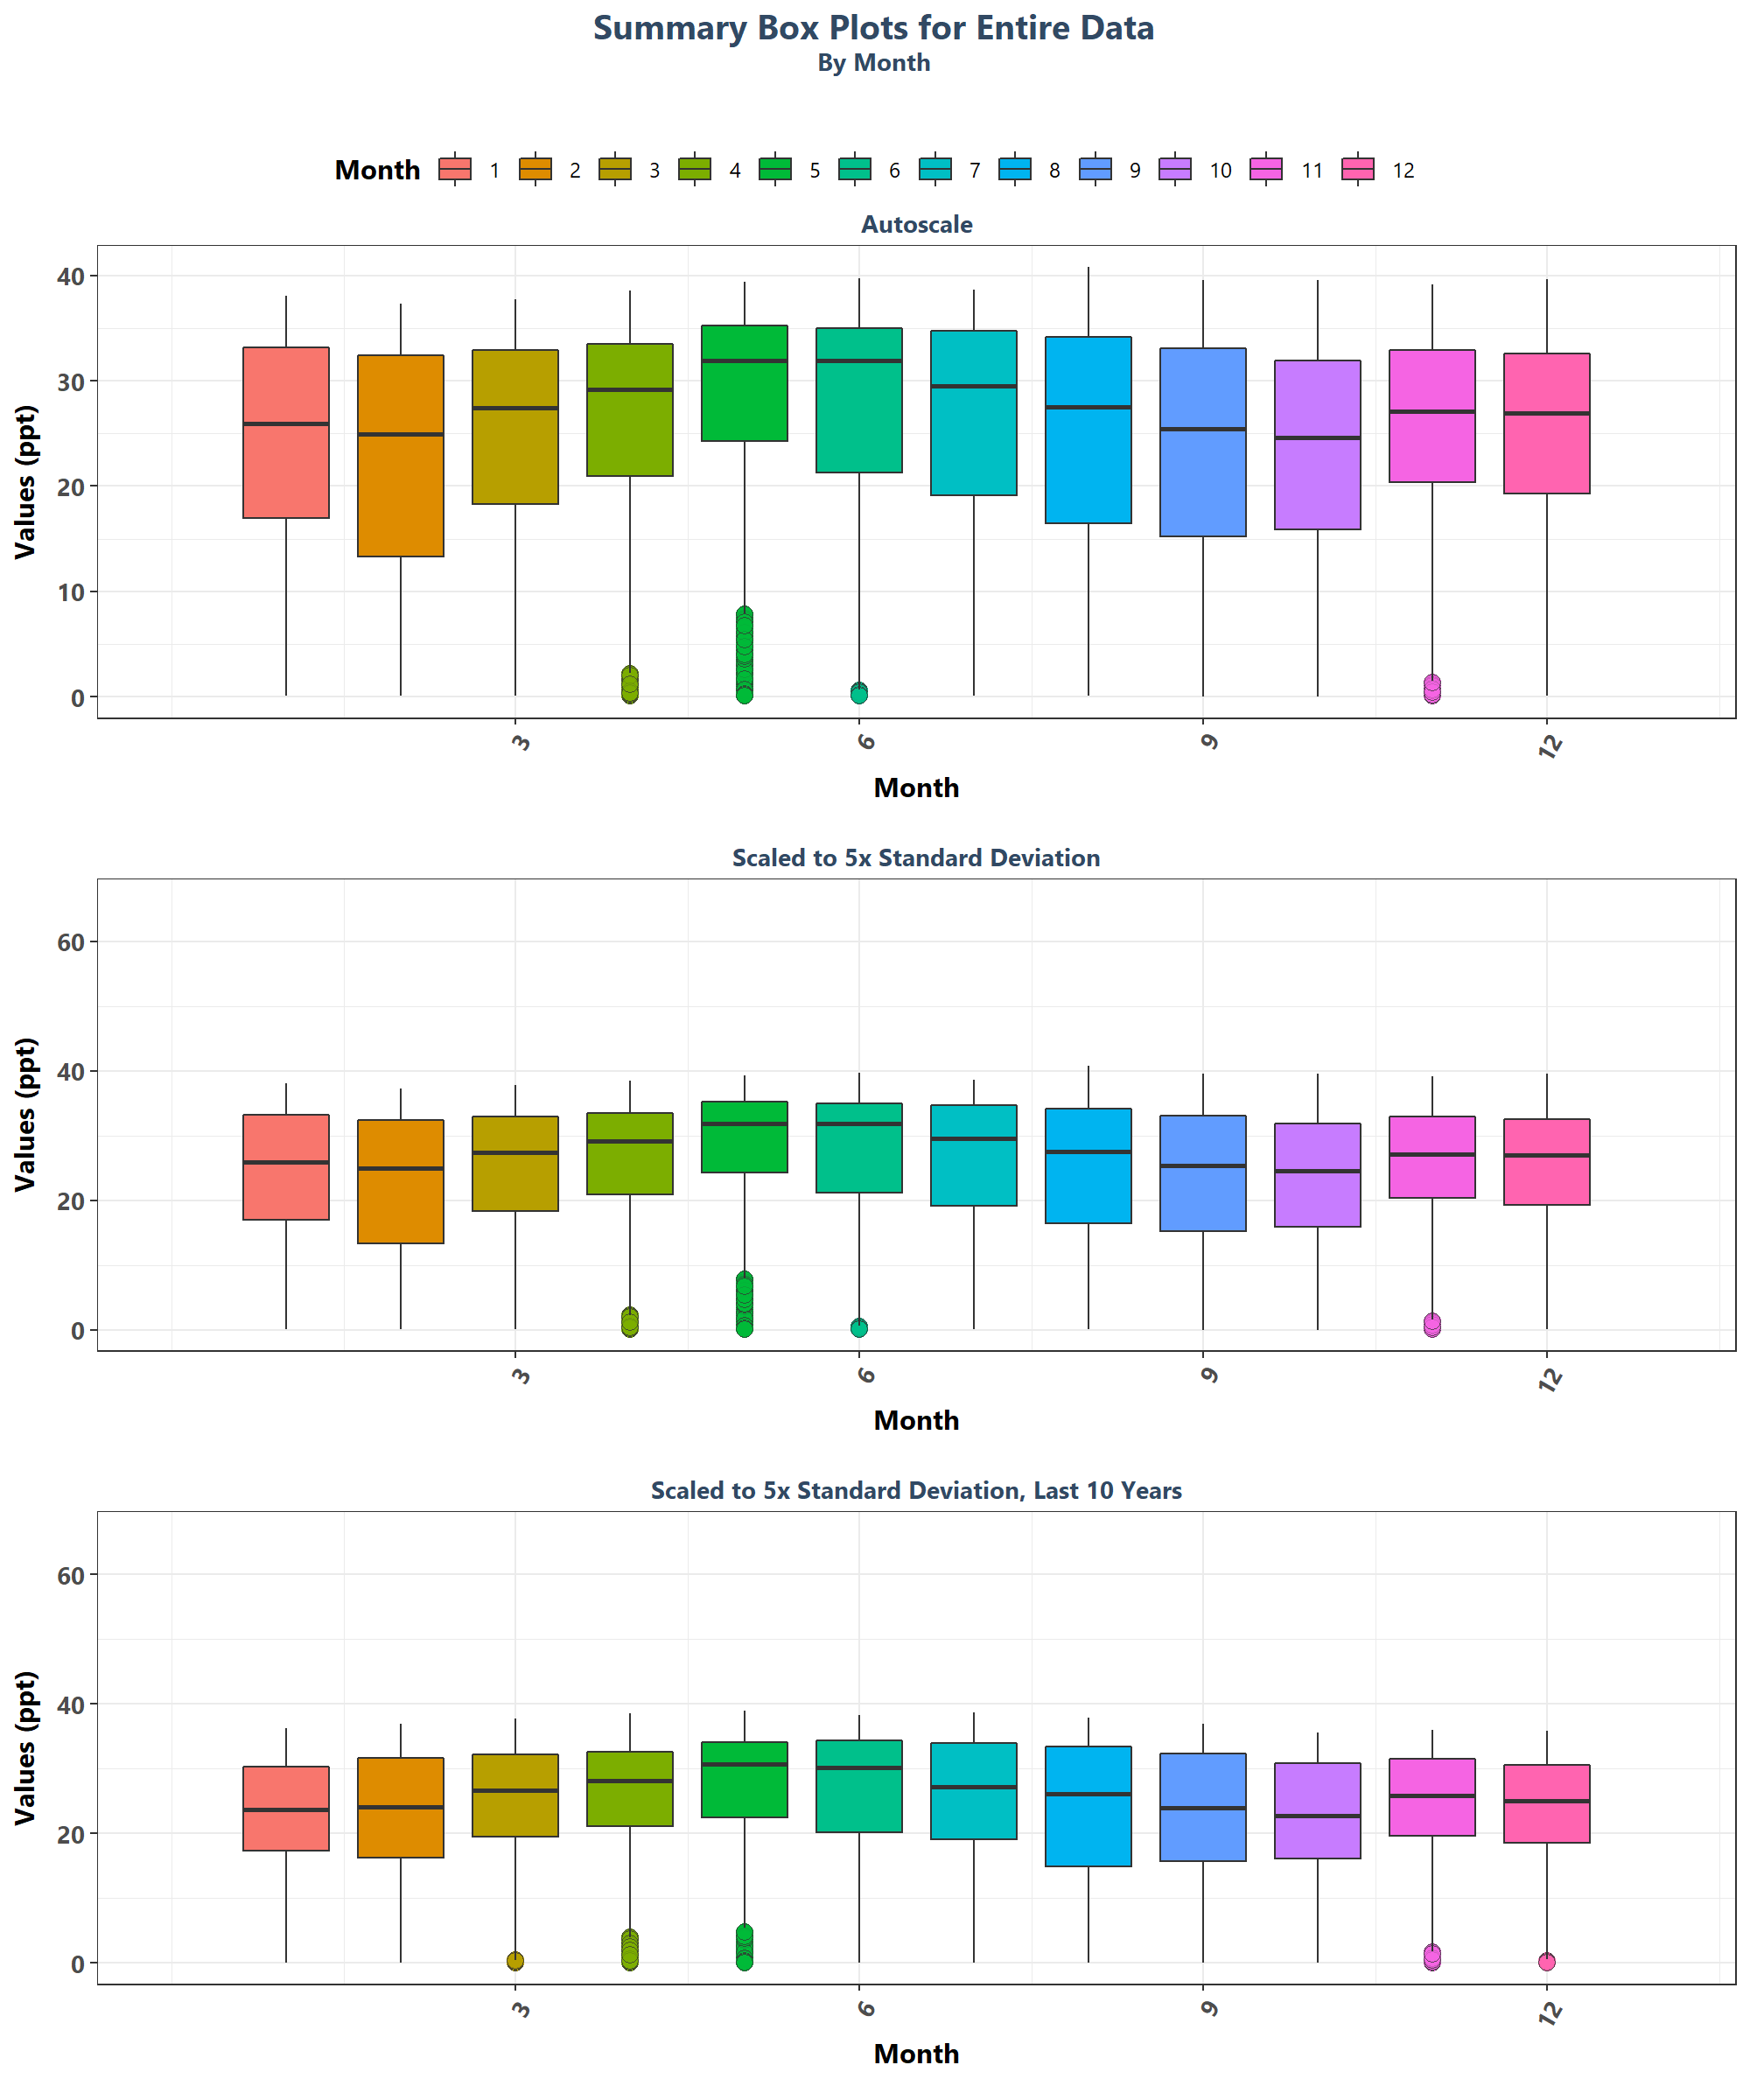 Summary Box Plots for Entire Data
By Month
Month 1 2 3 4 5 6 7 8 9 10 11 12
Autoscale
Values (ppt)
40
30
20
10
0
3 6 9 12
Month
Scaled to 5x Standard Deviation
Values (ppt)
60
40
20
0
3 6 9 12
Month
Scaled to 5x Standard Deviation, Last 10 Years
Values (ppt)
60
40
20
0
3 6 9 12
Month